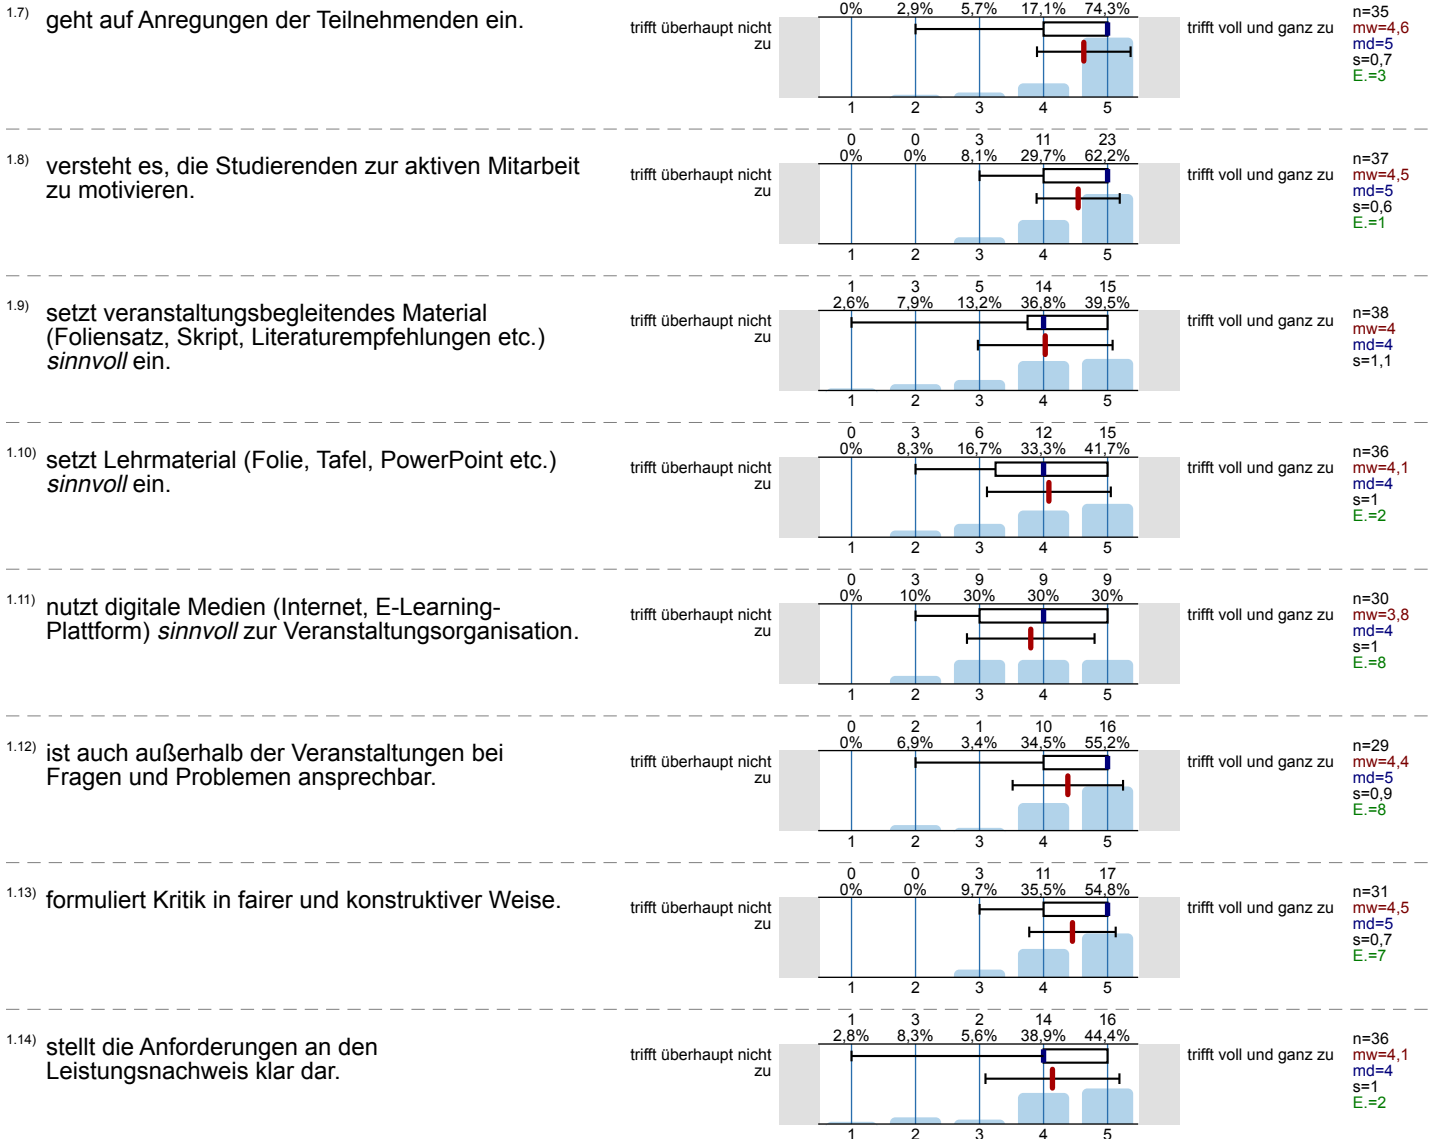 0% 2,9% 5,7% 17,1% 74,3%
1.7) geht auf Anregungen der Teilnehmenden ein.
trifft überhaupt nicht
zu
trifft voll und ganz zu
n=35
mw=4,6
md=5
s=0,7
E.=3
1 2 3 4 5
0 0 3 11 23
0% 0% 8,1% 29,7% 62,2%
1.8) versteht es, die Studierenden zur aktiven Mitarbeit
zu motivieren.
trifft überhaupt nicht
zu
trifft voll und ganz zu
n=37
mw=4,5
md=5
s=0,6
E.=1
1 2 3 4 5
1 3 5 14 15
2,6% 7,9% 13,2% 36,8% 39,5%
1.9) setzt veranstaltungsbegleitendes Material
(Foliensatz, Skript, Literaturempfehlungen etc.)
sinnvoll ein.
trifft überhaupt nicht
zu
trifft voll und ganz zu
n=38
mw=4
md=4
s=1,1
1 2 3 4 5
0 3 6 12 15
0% 8,3% 16,7% 33,3% 41,7%
1.10) setzt Lehrmaterial (Folie, Tafel, PowerPoint etc.)
sinnvoll ein.
trifft überhaupt nicht
zu
trifft voll und ganz zu
n=36
mw=4,1
md=4
s=1
E.=2
1 2 3 4 5
0 3 9 9 9
0% 10% 30% 30% 30%
1.11) nutzt digitale Medien (Internet, E-Learning-
Plattform) sinnvoll zur Veranstaltungsorganisation.
trifft überhaupt nicht
zu
trifft voll und ganz zu
n=30
mw=3,8
md=4
s=1
E.=8
1 2 3 4 5
0 2 1 10 16
0% 6,9% 3,4% 34,5% 55,2%
1.12) ist auch außerhalb der Veranstaltungen bei
Fragen und Problemen ansprechbar.
trifft überhaupt nicht
zu
trifft voll und ganz zu
n=29
mw=4,4
md=5
s=0,9
E.=8
1 2 3 4 5
0 0 3 11 17
0% 0% 9,7% 35,5% 54,8%
1.13) formuliert Kritik in fairer und konstruktiver Weise.
trifft überhaupt nicht
zu
trifft voll und ganz zu
n=31
mw=4,5
md=5
s=0,7
E.=7
1 2 3 4 5
1 3 2 14 16
2,8% 8,3% 5,6% 38,9% 44,4%
1.14) stellt die Anforderungen an den
Leistungsnachweis klar dar.
trifft überhaupt nicht
zu
trifft voll und ganz zu
n=36
mw=4,1
md=4
s=1
E.=2
1 2 3 4 5